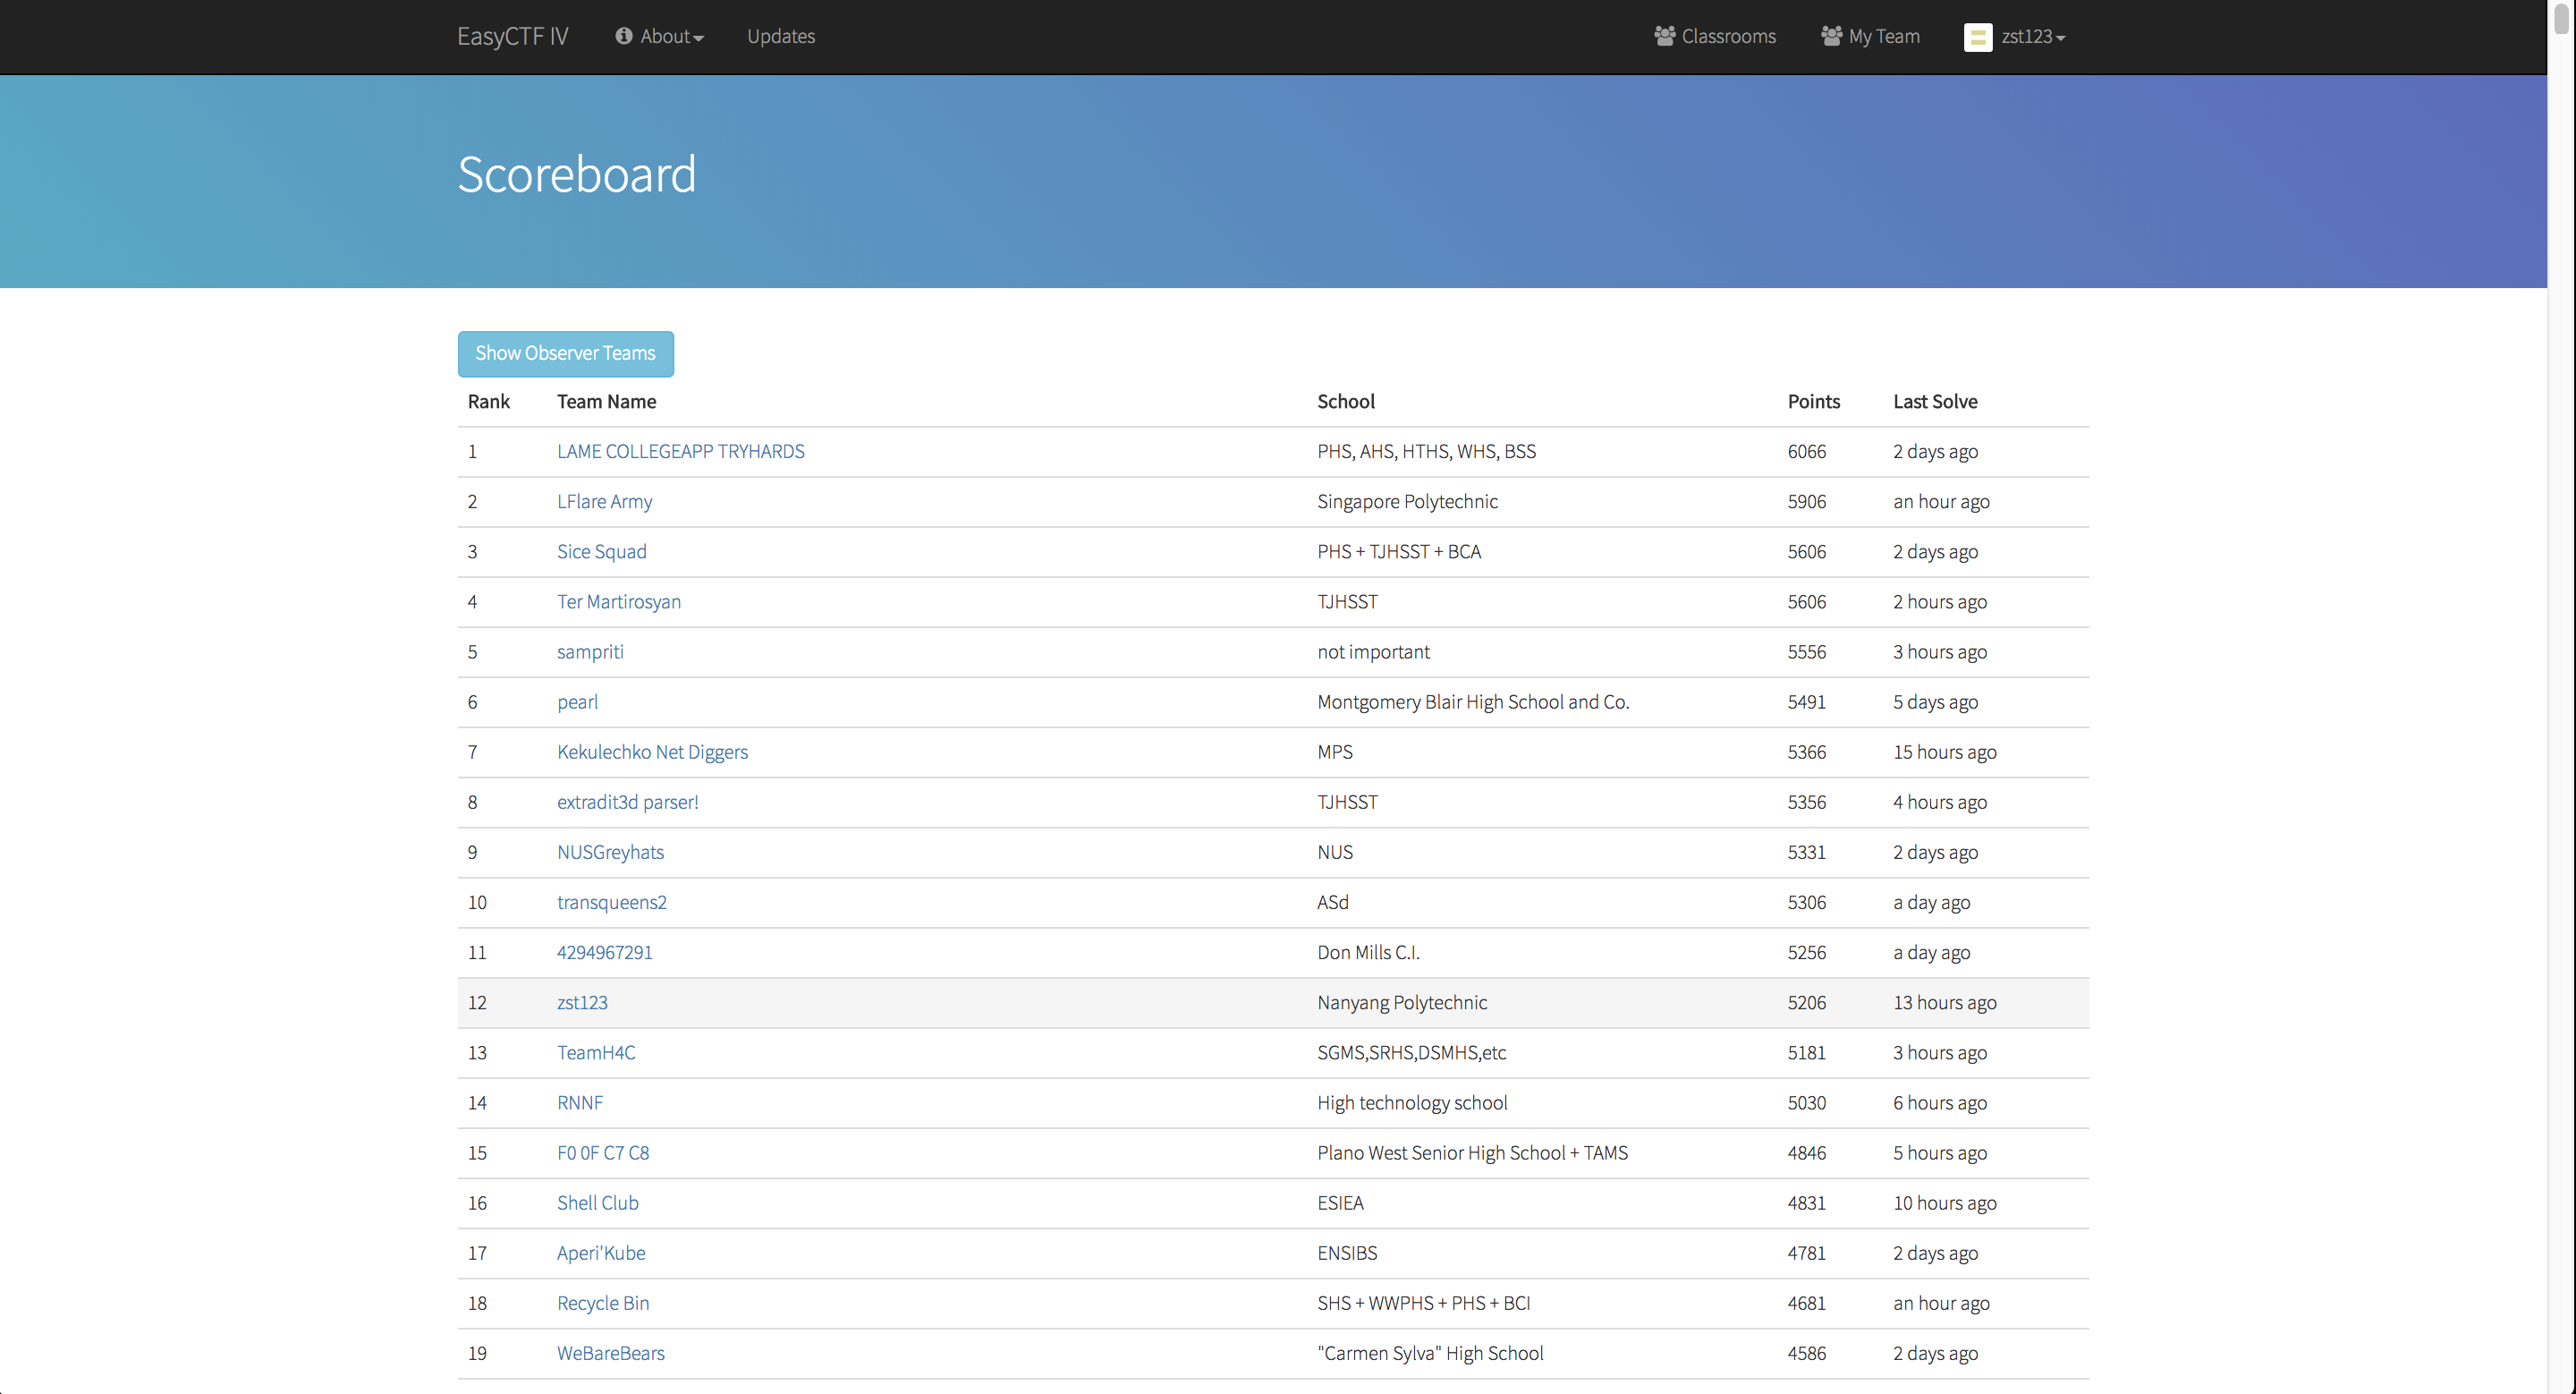 EasyCTF IV About Updates Classrooms My Team zst123
Scoreboard
Show Observer Teams
Rank Team Name School Points Last Solve
1 LAME COLLEGEAPP TRYHARDS PHS, AHS, HTHS, WHS, BSS 6066 2 days ago
2 LFlare Army Singapore Polytechnic 5906 an hour ago
3 Sice Squad PHS + TJHSST + BCA 5606 2 days ago
4 Ter Martirosyan TJHSST 5606 2 hours ago
5 sampriti not important 5556 3 hours ago
6 pearl Montgomery Blair High School and Co. 5491 5 days ago
7 Kekulechko Net Diggers MPS 5366 15 hours ago
8 extradit3d parser! TJHSST 5356 4 hours ago
9 NUSGreyhats NUS 5331 2 days ago
10 transqueens2 ASd 5306 a day ago
11 4294967291 Don Mills C.I. 5256 a day ago
12 zst123 Nanyang Polytechnic 5206 13 hours ago
13 TeamH4C SGMS,SRHS,DSMHS,etc 5181 3 hours ago
14 RNNF High technology school 5030 6 hours ago
15 F0 0F C7 C8 Plano West Senior High School + TAMS 4846 5 hours ago
16 Shell Club ESIEA 4831 10 hours ago
17 Aperi'Kube ENSIBS 4781 2 days ago
18 Recycle Bin SHS + WWPHS + PHS + BCI 4681 an hour ago
19 WeBareBears "Carmen Sylva" High School 4586 2 days ago